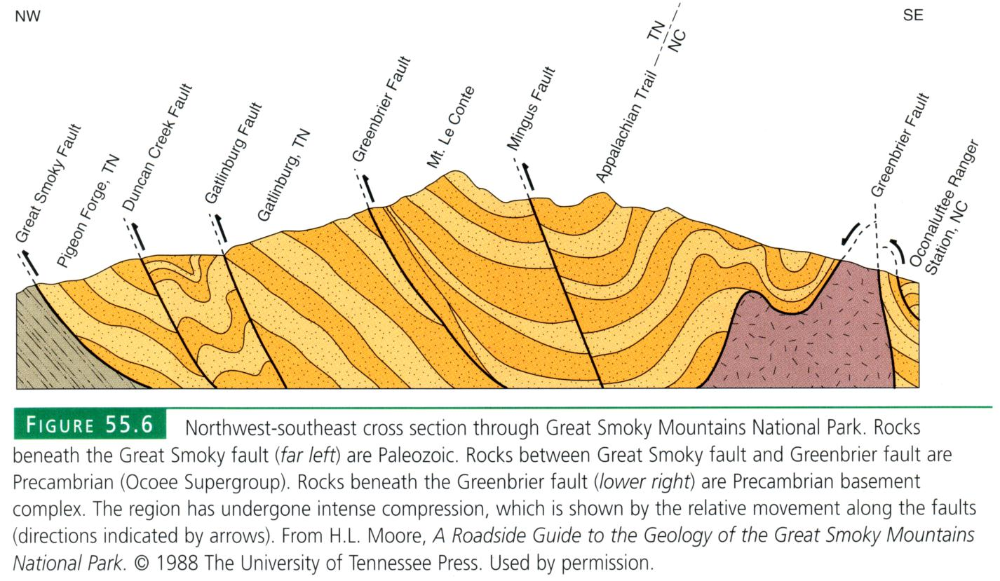 NW
SE
Great Smoky Fault
Pigeon Forge, TN
Duncan Creek Fault
Gatlinburg Fault
Gatlinburg, TN
Greenbrier Fault
Mt. Le Conte
Mingus Fault
Appalachian Trail
TN
NC
Greenbrier Fault
Oconaluftee Ranger
Station, NC
FIGURE 55.6 Northwest-southeast cross section through Great Smoky Mountains National Park. Rocks
beneath the Great Smoky fault (far left) are Paleozoic. Rocks between Great Smoky fault and Greenbrier fault are
Precambrian (Ocoee Supergroup). Rocks beneath the Greenbrier fault (lower right) are Precambrian basement
complex. The region has undergone intense compression, which is shown by the relative movement along the faults
(directions indicated by arrows). From H.L. Moore, A Roadside Guide to the Geology of the Great Smoky Mountains
National Park. © 1988 The University of Tennessee Press. Used by permission.